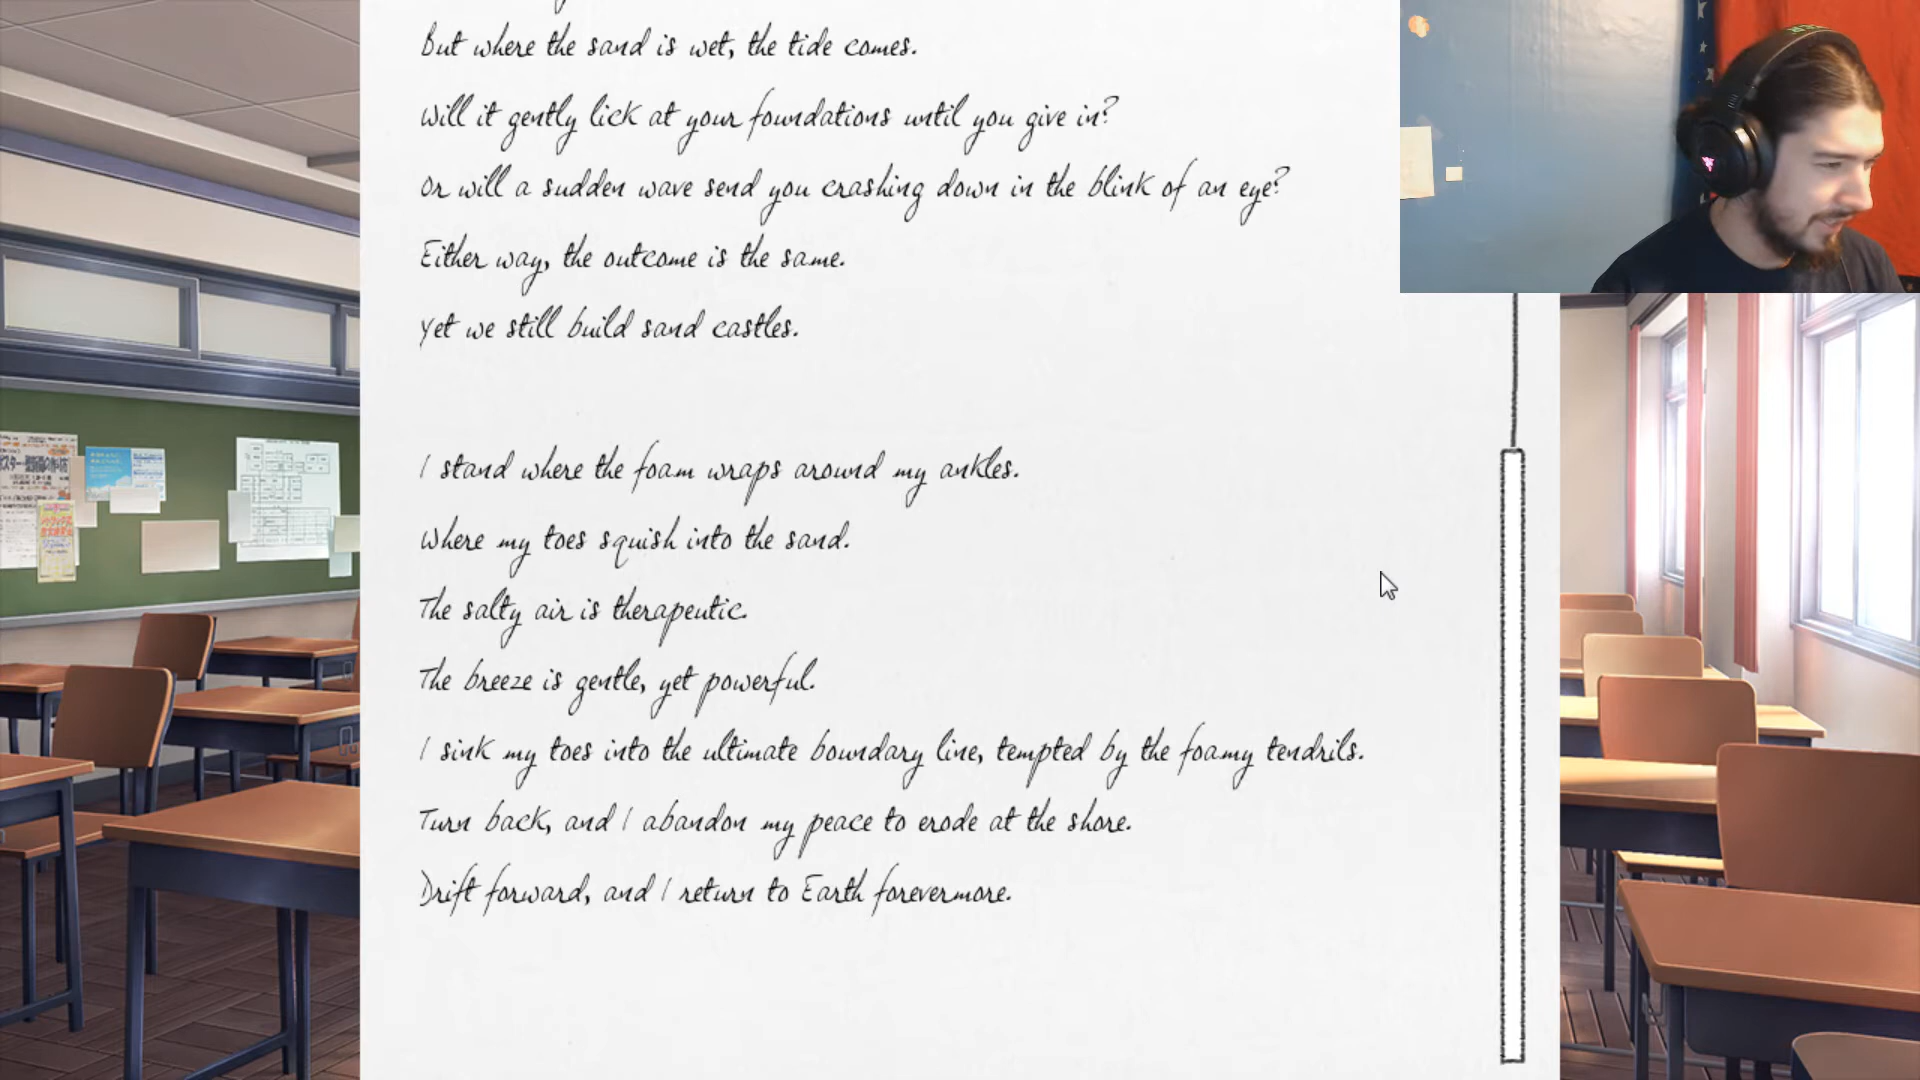 But where the sand is wet, the tide comes.
Will it gently lick at your foundations until you give in?
Or will a sudden wave send you crashing down in the blink of an eye?
Either way, the outcome is the same.
Yet we still build sand castles.
I stand where the foam wraps around my ankles.
Where my toes squish into the sand.
The salty air is therapeutic.
The breeze is gentle, yet powerful.
I sink my toes into the ultimate boundary line, tempted by the foamy tendrils.
Turn back, and I abandon my peace to erode at the shore.
Drift forward, and I return to Earth forevermore.